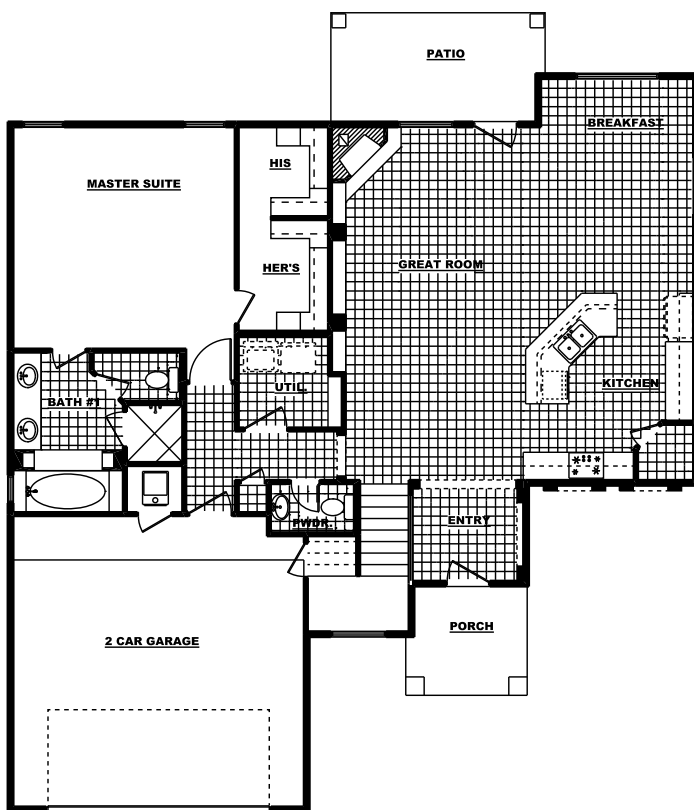 PATIO
BREAKFAST
HIS
MASTER SUITE
HER'S
GREAT ROOM
KITCHEN
UTIL.
BATH #1
ENTRY
PWDR.
PORCH
2 CAR GARAGE